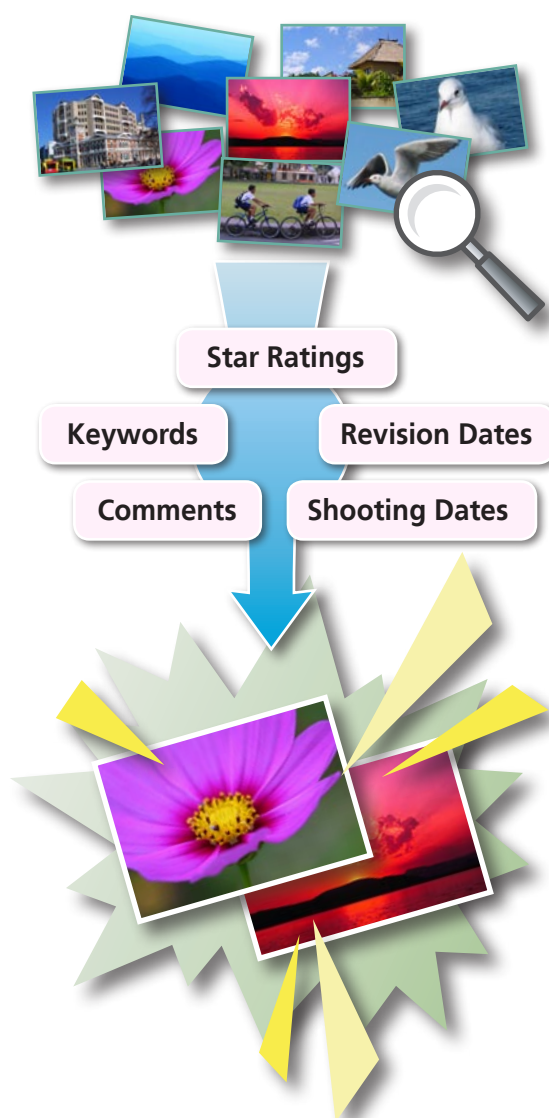 Star Ratings
Keywords
Revision Dates
Comments
Shooting Dates